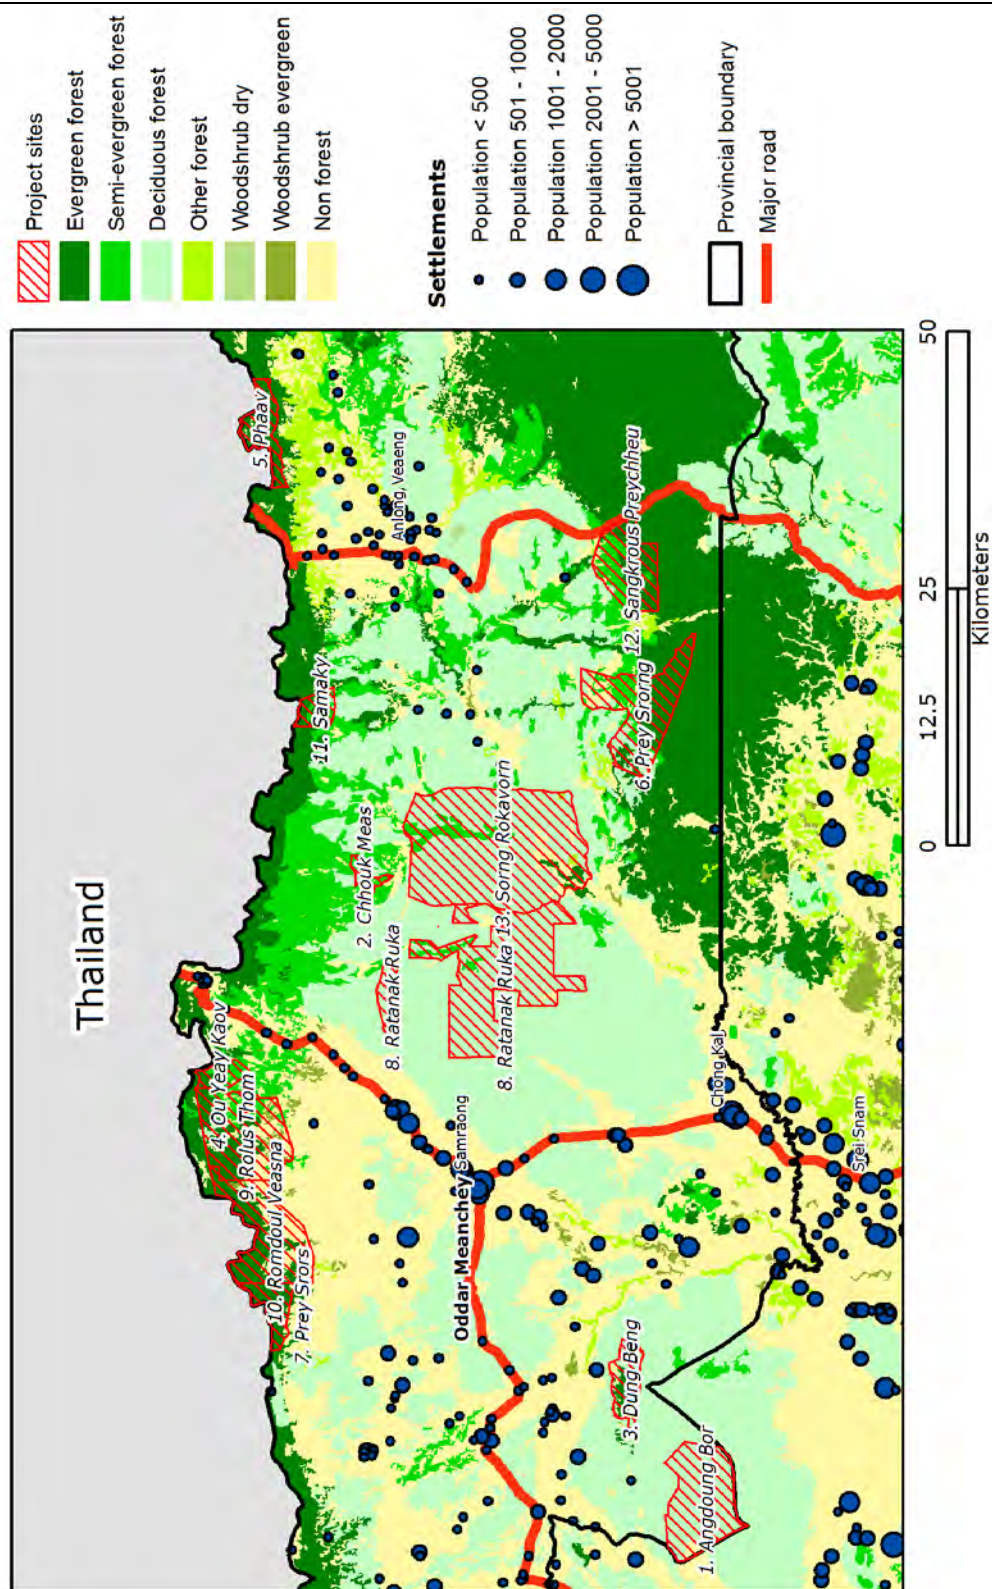 Thailand
5. Phaav
4. Ou Yeay Kaov
9. Rolus Thom
10. Romdoul Veasna
7. Prey Srors
11. Samaky
2. Chhouk Meas
8. Ratanak Ruka
8. Ratanak Ruka
13. Sorng Rokavorn
Anlong Veaeng
Oddar Meanchey
Samraong
12. Sangkrous Preychheu
6. Prey Srorng
3. Dung Beng
1. Angdoung Bor
Chong Kal
Srei Snam
Project sites
Evergreen forest
Semi-evergreen forest
Deciduous forest
Other forest
Woodshrub dry
Woodshrub evergreen
Non forest
Settlements
Population < 500
Population 501 - 1000
Population 1001 - 2000
Population 2001 - 5000
Population > 5001
Provincial boundary
Major road
0 12.5 25 50
Kilometers